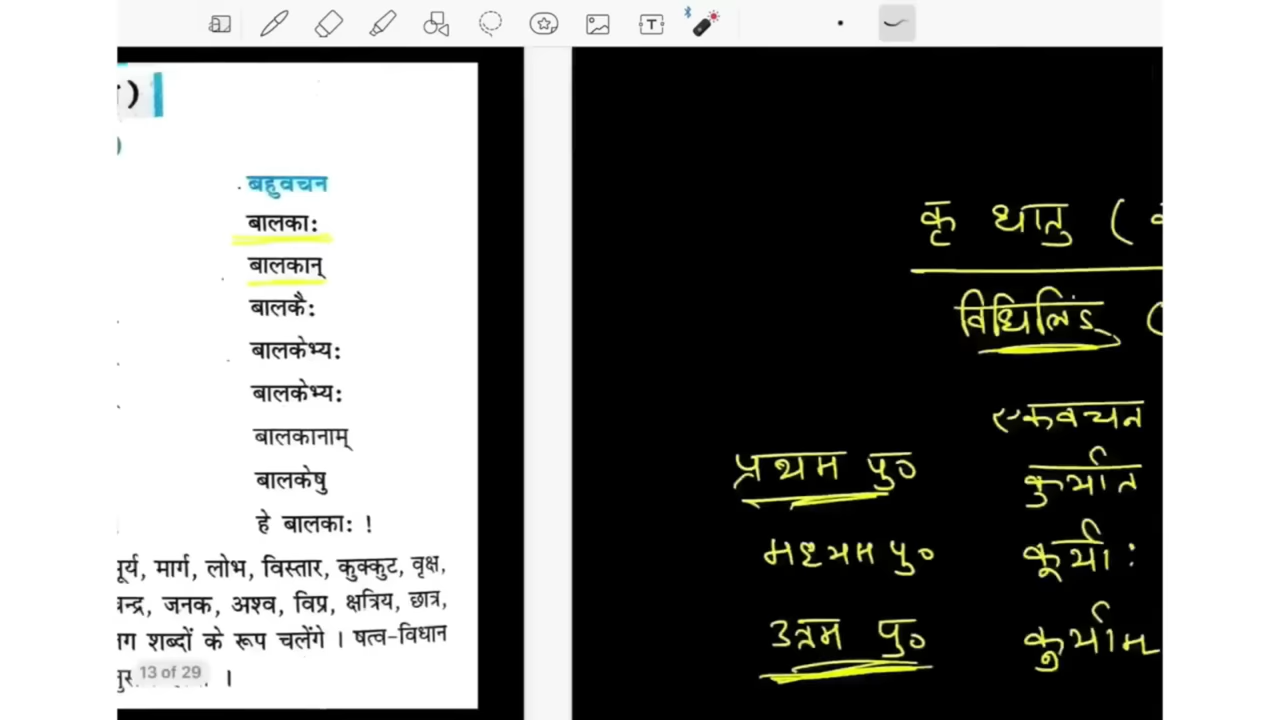 )
बहुवचन
बालकाः
बालकान्
बालकैः
बालकेभ्यः
बालकेभ्यः
बालकानाम्
बालकेषु
हे बालकाः !
मार्ग, लोभ, विस्तार, कुक्कुट, वृक्ष,
जनक, अश्व, विप्र, क्षत्रिय, छात्र,
शब्दों के रूप चलेंगे । षत्व-विधान
13 of 29 ।
कृ धातु (
विधिलिंङ् (
एकवचन
प्रथम पु० कुर्यात
मध्यम पु० कूर्याः
उत्रम पु० कुर्याम